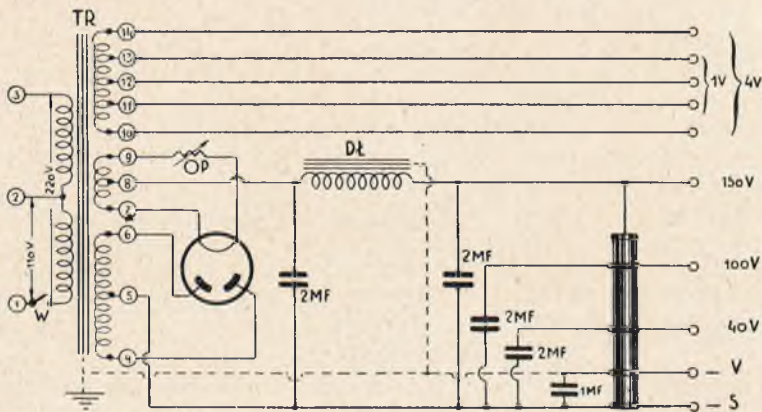 TR
14
13
12
11
10
1V
4V
3
220V
9
OP
DŁ
8
150V
2
7
6
110V
2MF
2MF
100V
5
2MF
40V
1
W
2MF
4
— V
1MF
— S